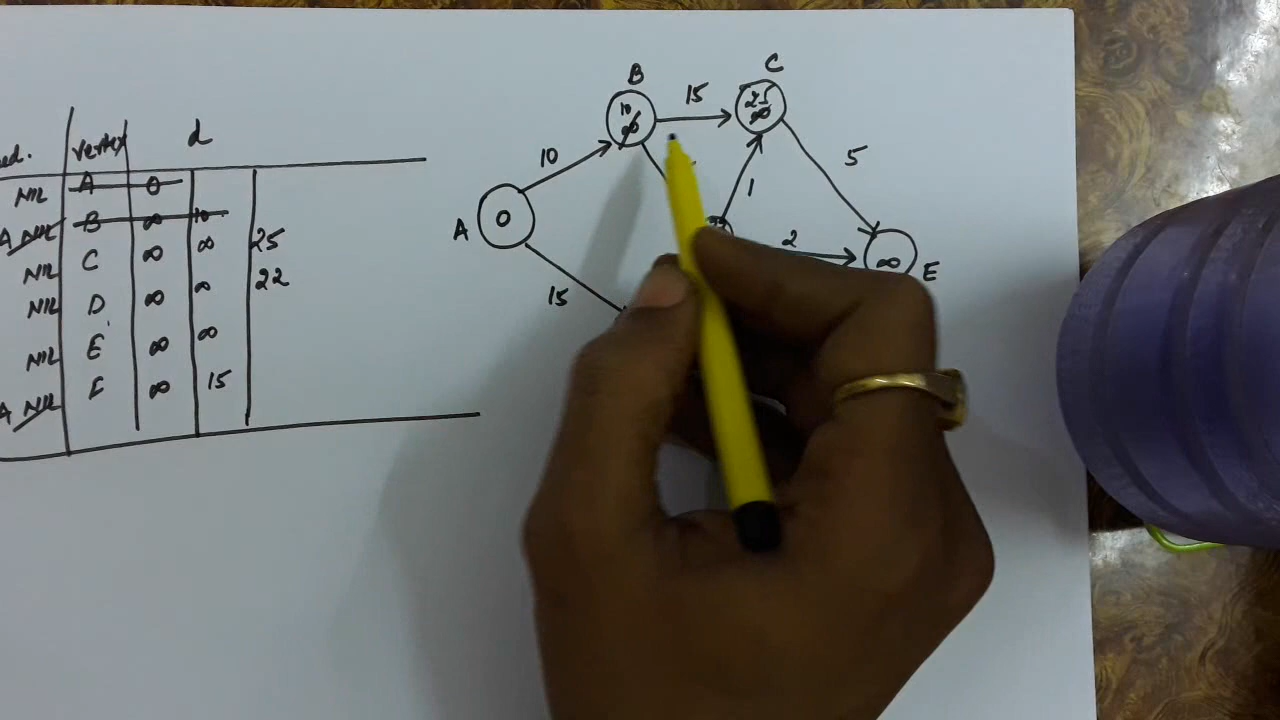 vertex d
NIL A 0
A NIL B ∞ 10
NIL C ∞ ∞ 25
NIL D ∞ ∞ 22
NIL E ∞ ∞
A NIL F ∞ 15
B
C
10 ∞
15
25 ∞
10
5
1
A
0
2
∞
E
15